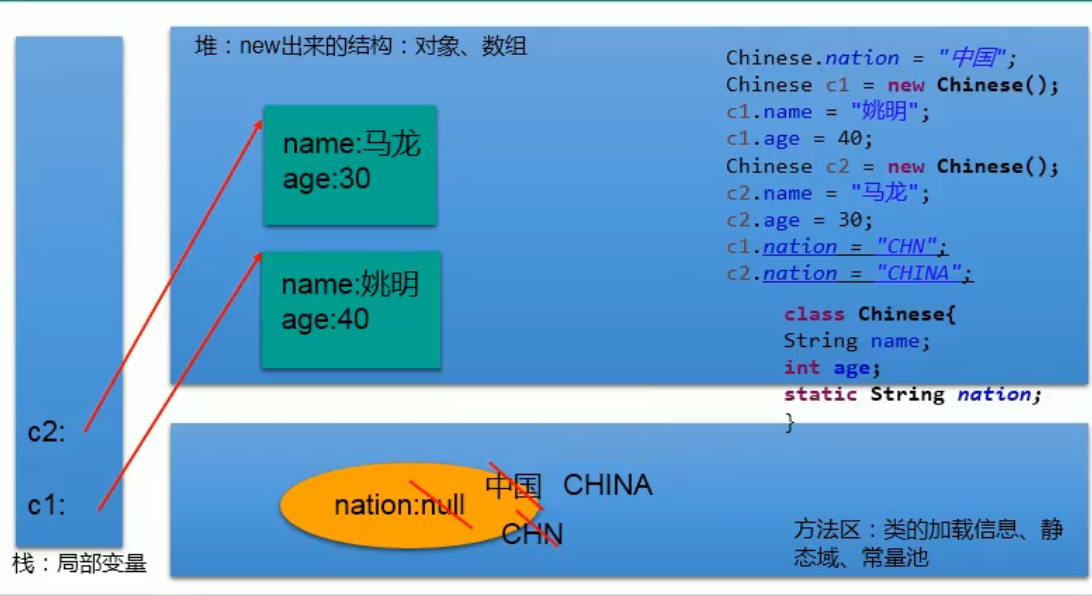 堆：new出来的结构：对象、数组
Chinese.nation = "中国";
Chinese c1 = new Chinese();
c1.name = "姚明";
c1.age = 40;
Chinese c2 = new Chinese();
c2.name = "马龙";
c2.age = 30;
c1.nation = "CHN";
c2.nation = "CHINA";
class Chinese{
String name;
int age;
static String nation;
}
name:马龙
age:30
name:姚明
age:40
c2:
c1:
栈：局部变量
nation:null
中国 CHINA
CHN
方法区：类的加载信息、静
态域、常量池